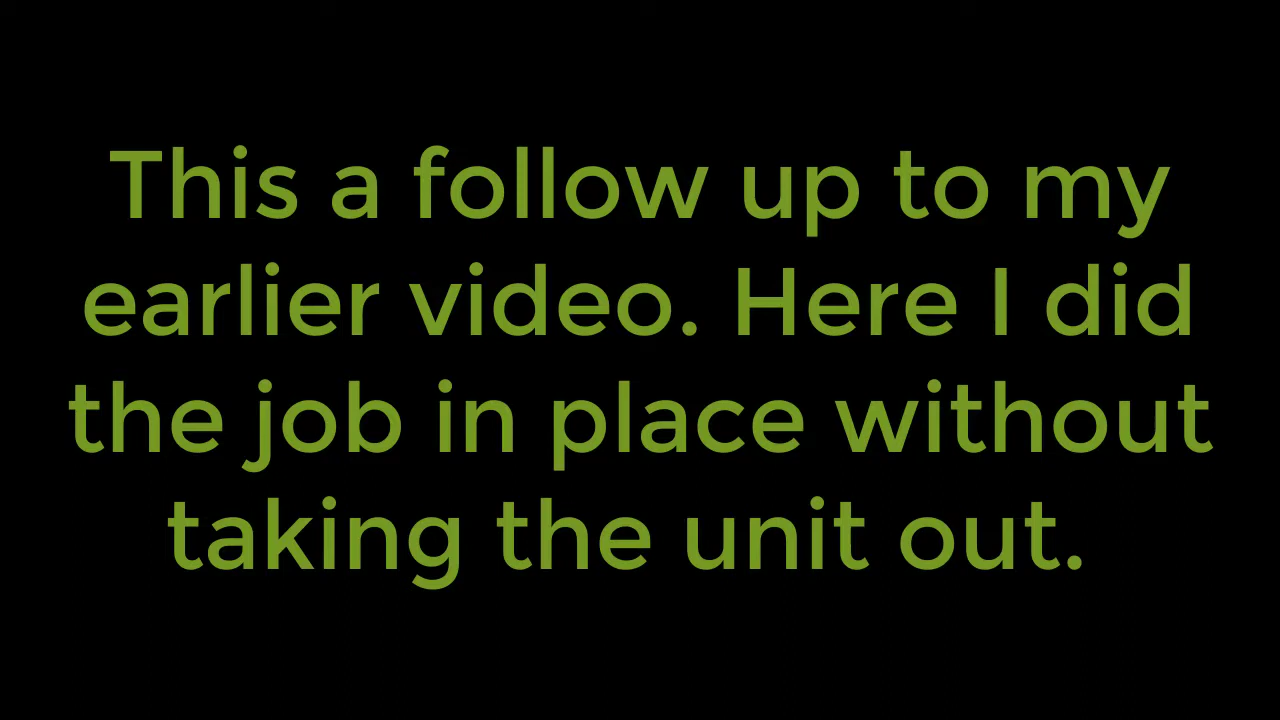 This a follow up to my
earlier video. Here I did
the job in place without
taking the unit out.